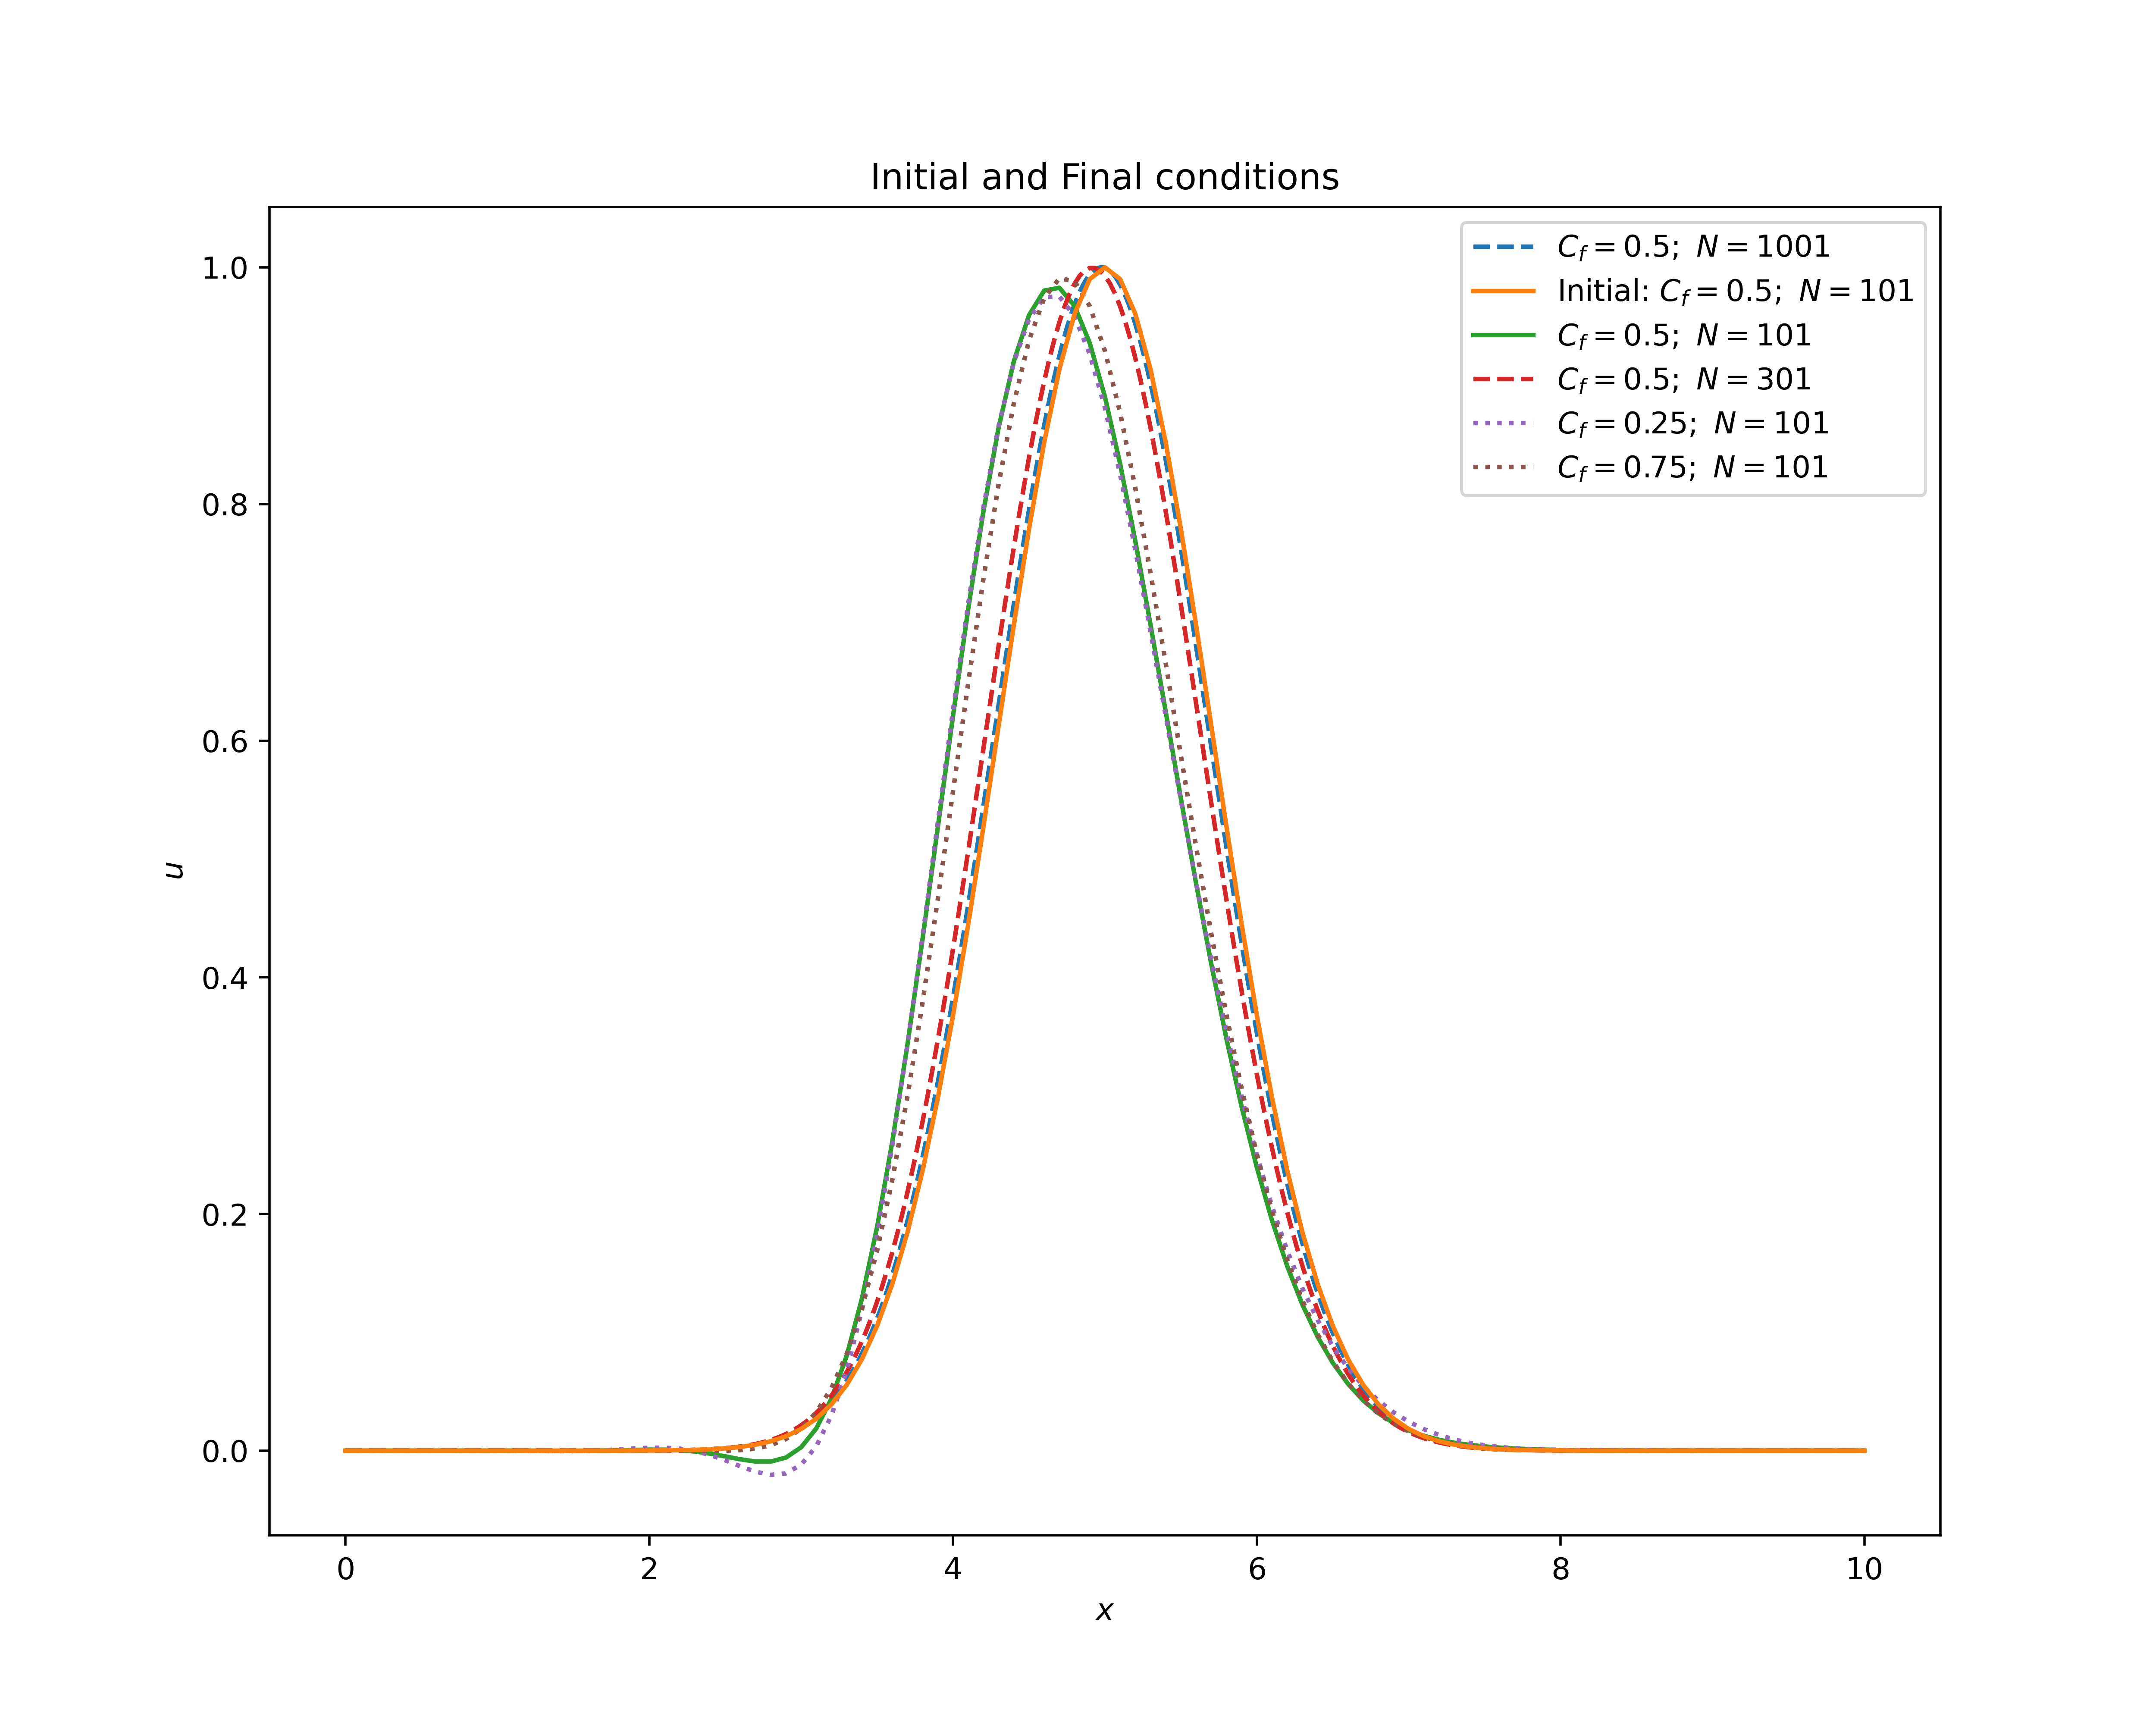 Initial and Final conditions
1.0
0.8
0.6
0.4
0.2
0.0
u
C_f = 0.5; N = 1001
Initial: C_f = 0.5; N = 101
C_f = 0.5; N = 101
C_f = 0.5; N = 301
C_f = 0.25; N = 101
C_f = 0.75; N = 101
0 2 4 6 8 10
x